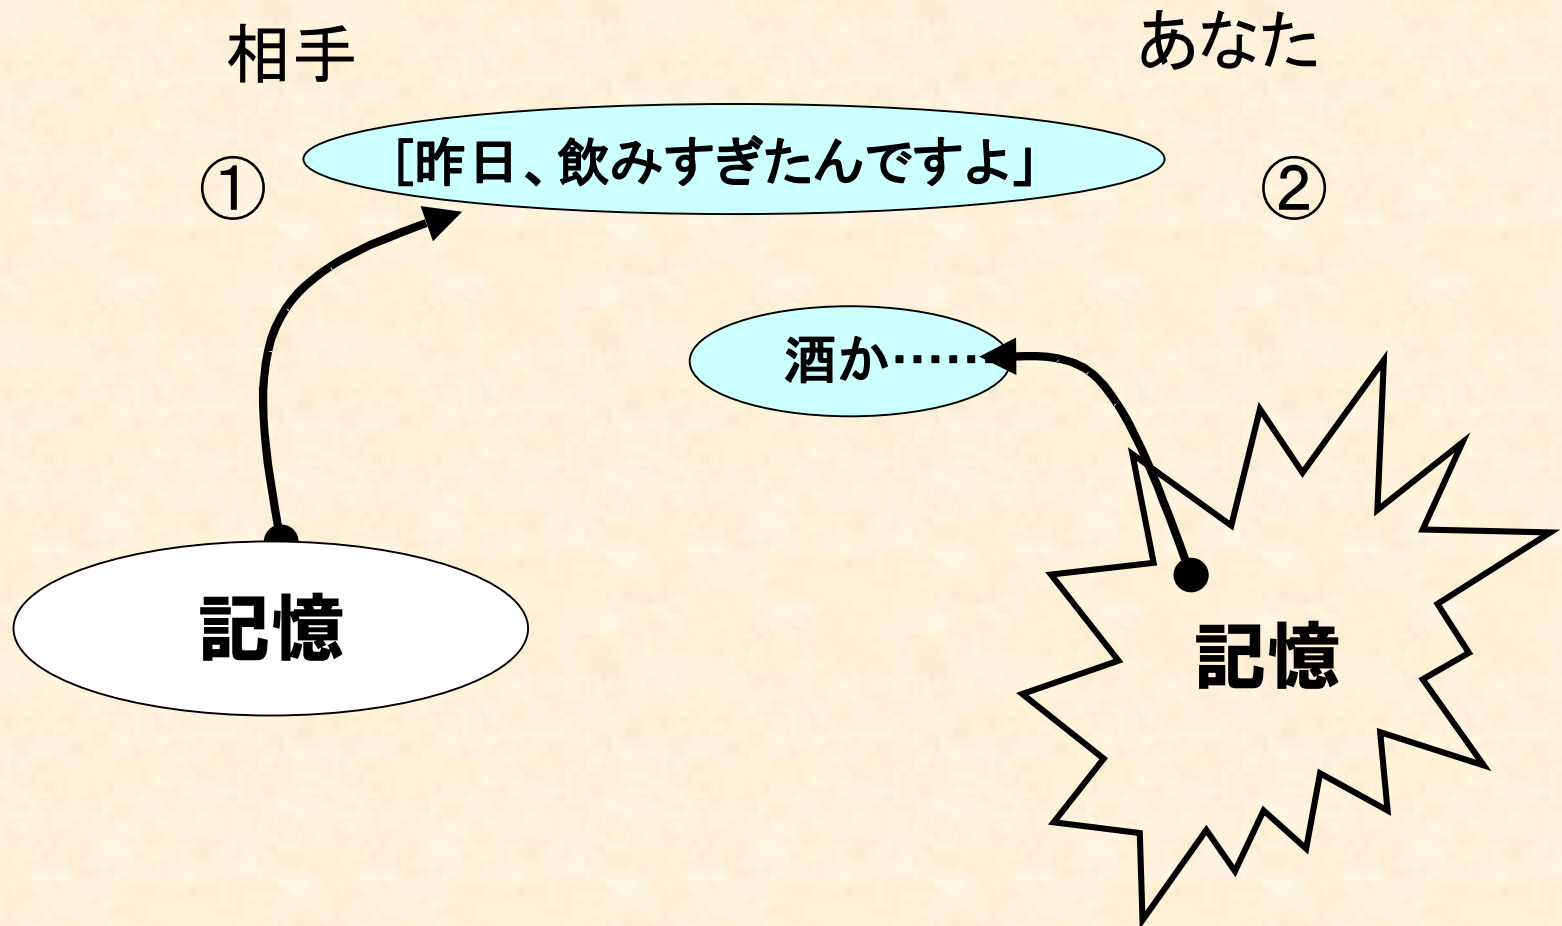 相手
あなた
①
[昨日、飲みすぎたんですよ」
②
酒か……
記憶
記憶